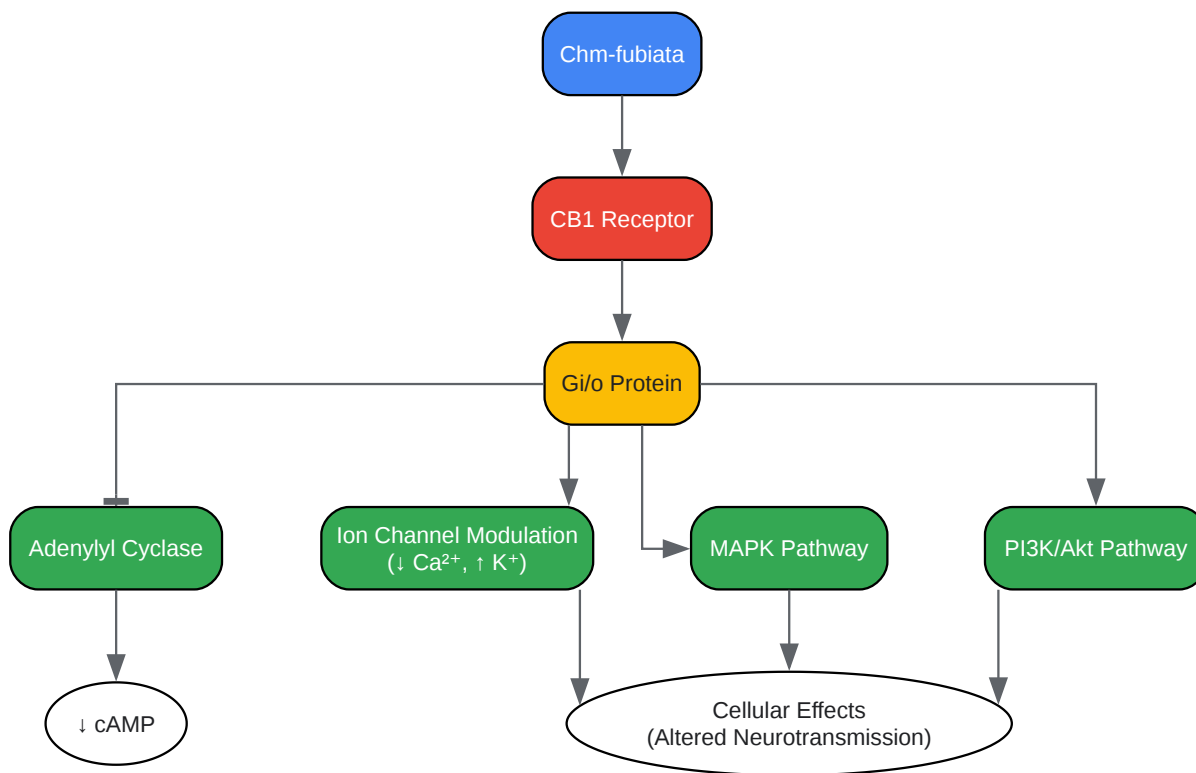 Chm-fubiata
CB1 Receptor
Gi/o Protein
Adenylyl Cyclase
Ion Channel Modulation
(↓ Ca²⁺, ↑ K⁺)
MAPK Pathway
PI3K/Akt Pathway
↓ cAMP
Cellular Effects
(Altered Neurotransmission)